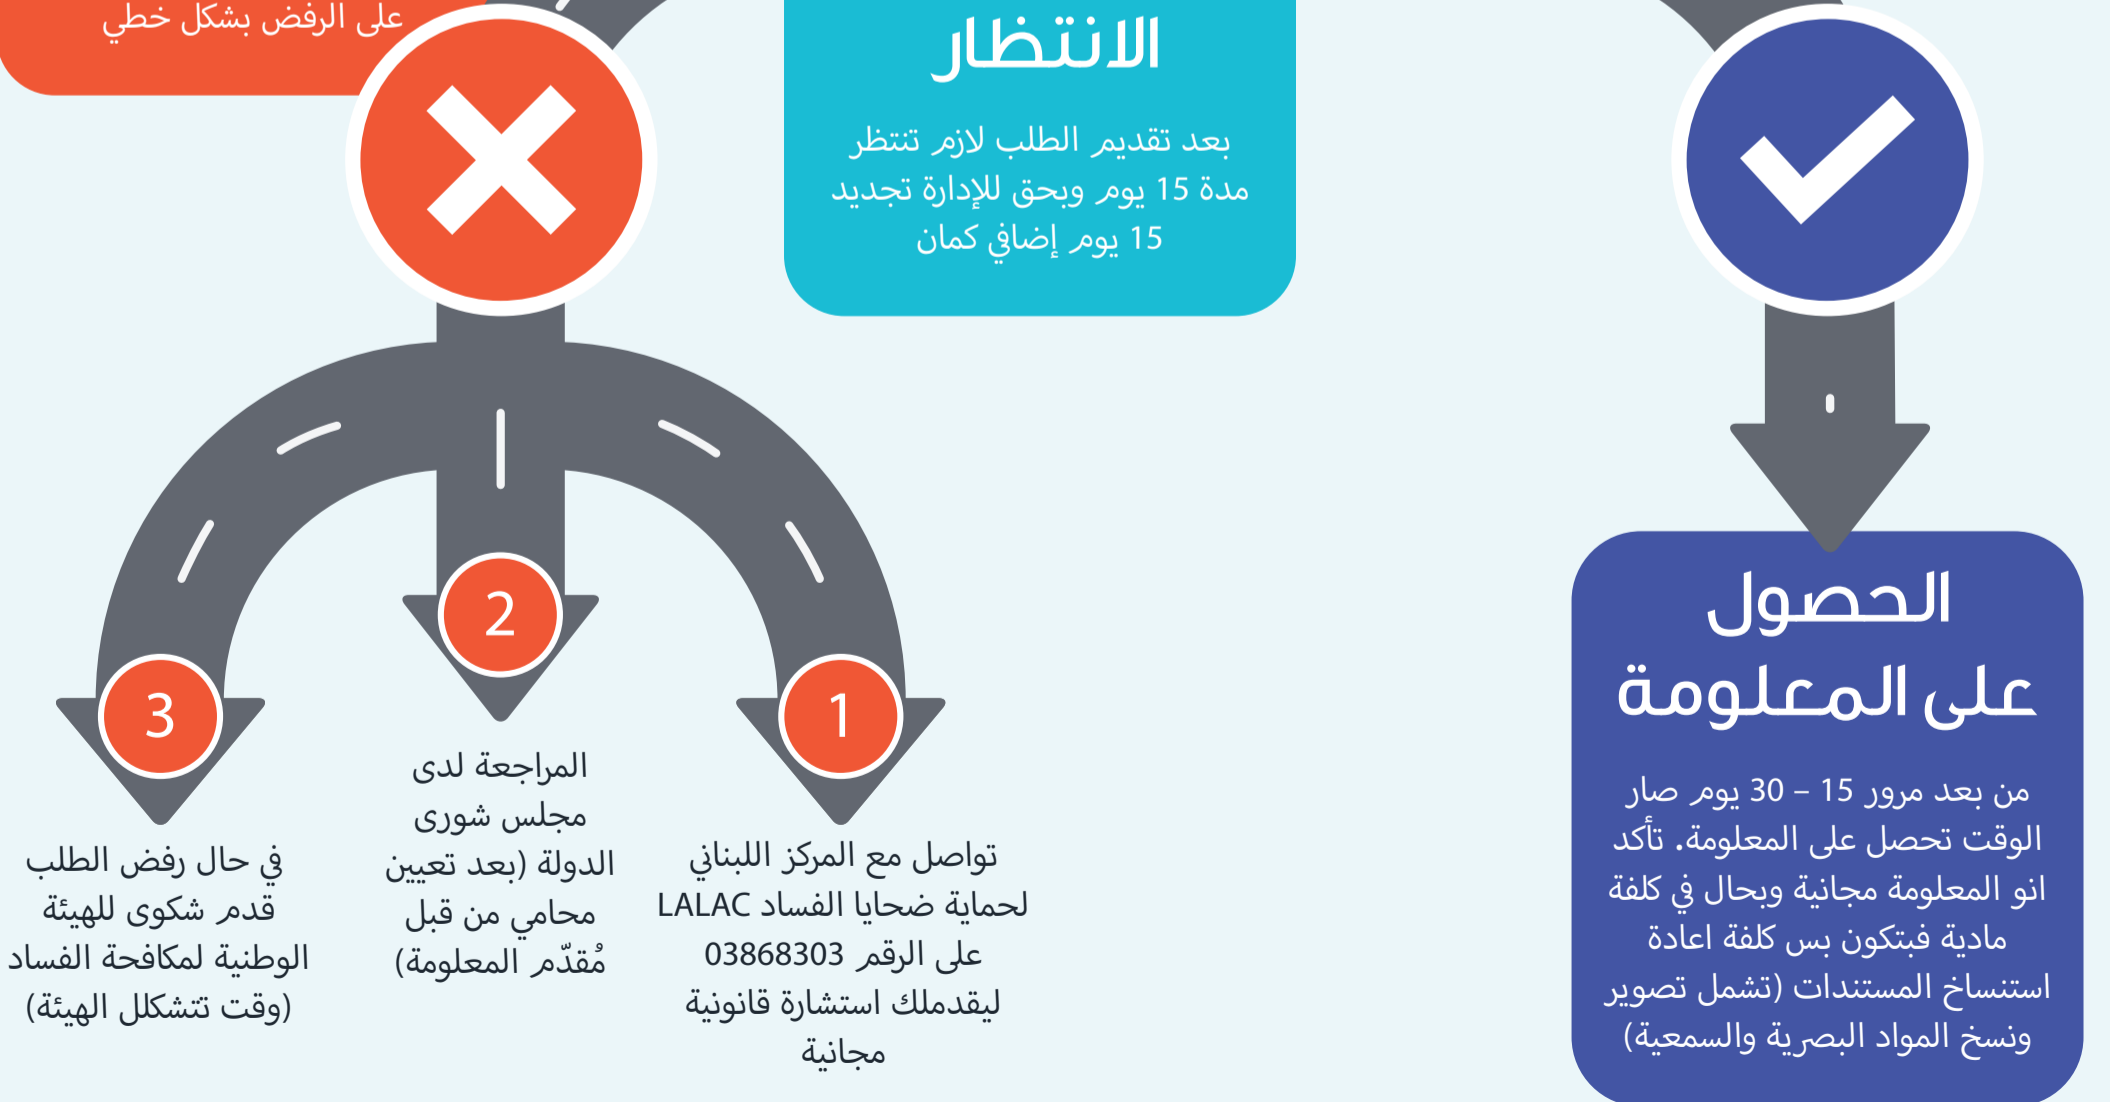 على الرفض بشكل خطي
الانتظار
بعد تقديم الطلب لازم تنتظر
مدة 15 يوم وبحق للإدارة تجديد
15 يوم إضافي كمان
الحصول
على المعلومة
من بعد مرور 15 – 30 يوم صار
الوقت تحصل على المعلومة. تأكد
انو المعلومة مجانية وبحال في كلفة
مادية فبتكون بس كلفة اعادة
استنساخ المستندات (تشمل تصوير
ونسخ المواد البصرية والسمعية)
1
تواصل مع المركز اللبناني
لحماية ضحايا الفساد LALAC
على الرقم 03868303
ليقدملك استشارة قانونية
مجانية
2
المراجعة لدى
مجلس شورى
الدولة (بعد تعيين
محامي من قبل
مُقدّم المعلومة)
3
في حال رفض الطلب
قدم شكوى للهيئة
الوطنية لمكافحة الفساد
(وقت تتشكلل الهيئة)